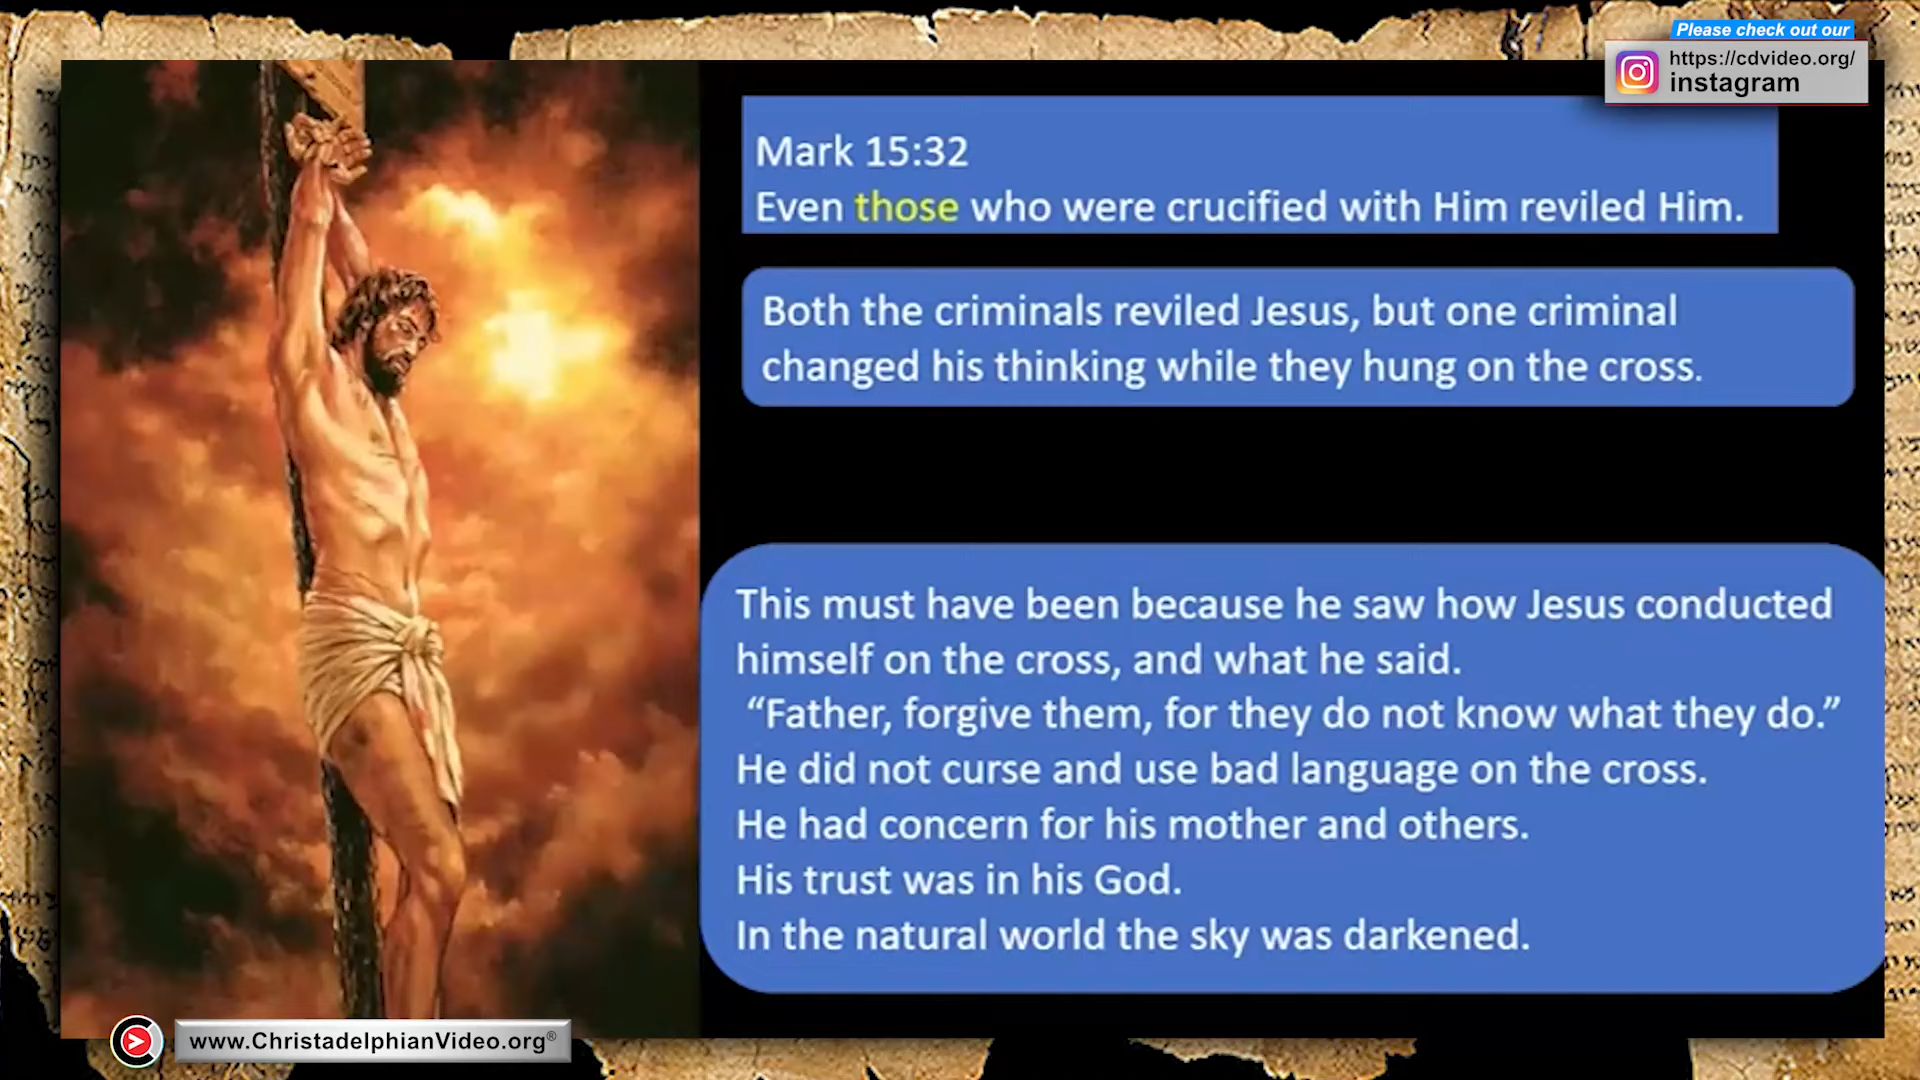 Please check out our
https://cdvideo.org/
instagram
Mark 15:32
Even those who were crucified with Him reviled Him.
Both the criminals reviled Jesus, but one criminal
changed his thinking while they hung on the cross.
This must have been because he saw how Jesus conducted
himself on the cross, and what he said.
“Father, forgive them, for they do not know what they do.”
He did not curse and use bad language on the cross.
He had concern for his mother and others.
His trust was in his God.
In the natural world the sky was darkened.
www.ChristadelphianVideo.org®